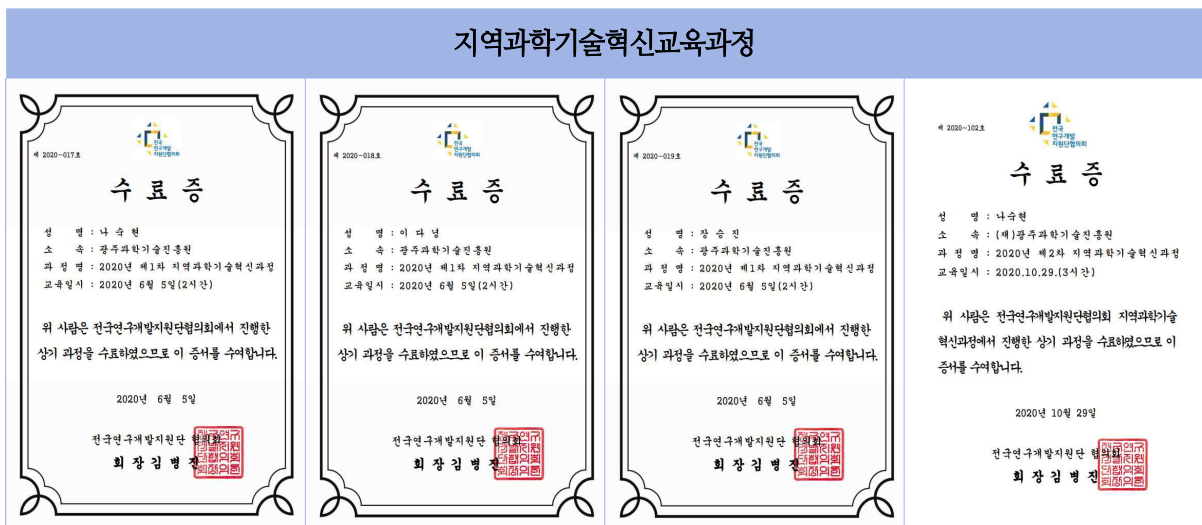 지역과학기술혁신교육과정
제 2020-017호
전국
연구개발
지원단협의회
수 료 증
성 명 : 나 숙 현
소 속 : 광주과학기술진흥원
과 정 명 : 2020년 제1차 지역과학기술혁신과정
교육일시 : 2020년 6월 5일(2시간)
위 사람은 전국연구개발지원단협의회에서 진행한
상기 과정을 수료하였으므로 이 증서를 수여합니다.
2020년 6월 5일
전국연구개발지원단 협의회
회 장 김 병 진
제 2020-018호
전국
연구개발
지원단협의회
수 료 증
성 명 : 이 다 녕
소 속 : 광주과학기술진흥원
과 정 명 : 2020년 제1차 지역과학기술혁신과정
교육일시 : 2020년 6월 5일(2시간)
위 사람은 전국연구개발지원단협의회에서 진행한
상기 과정을 수료하였으므로 이 증서를 수여합니다.
2020년 6월 5일
전국연구개발지원단 협의회
회 장 김 병 진
제 2020-019호
전국
연구개발
지원단협의회
수 료 증
성 명 : 장 승 진
소 속 : 광주과학기술진흥원
과 정 명 : 2020년 제1차 지역과학기술혁신과정
교육일시 : 2020년 6월 5일(2시간)
위 사람은 전국연구개발지원단협의회에서 진행한
상기 과정을 수료하였으므로 이 증서를 수여합니다.
2020년 6월 5일
전국연구개발지원단 협의회
회 장 김 병 진
제 2020-102호
전국
연구개발
지원단협의회
수 료 증
성 명 : 나숙현
소 속 : (재)광주과학기술진흥원
과 정 명 : 2020년 제2차 지역과학기술혁신과정
교육일시 : 2020.10.29.(3시간)
위 사람은 전국연구개발지원단협의회 지역과학기술
혁신과정에서 진행한 상기 과정을 수료하였으므로 이
증서를 수여합니다.
2020년 10월 29일
전국연구개발지원단 협의회
회 장 김 병 진